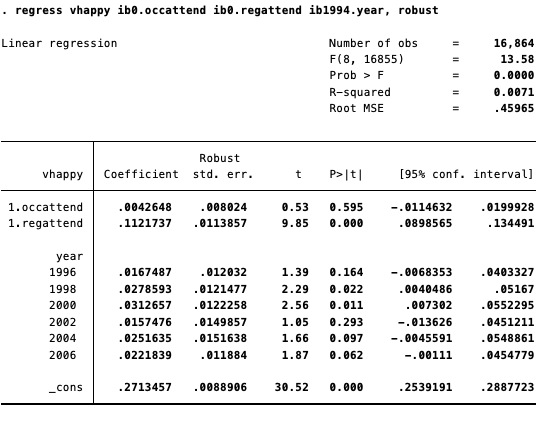 . regress vhappy ib0.occattend ib0.regattend ib1994.year, robust
Linear regression Number of obs = 16,864
F(8, 16855) = 13.58
Prob > F = 0.0000
R-squared = 0.0071
Root MSE = .45965
Robust
vhappy Coefficient std. err. t P>|t| [95% conf. interval]
1.occattend .0042648 .008024 0.53 0.595 -.0114632 .0199928
1.regattend .1121737 .0113857 9.85 0.000 .0898565 .134491
year
1996 .0167487 .012032 1.39 0.164 -.0068353 .0403327
1998 .0278593 .0121477 2.29 0.022 .0040486 .05167
2000 .0312657 .0122258 2.56 0.011 .007302 .0552295
2002 .0157476 .0149857 1.05 0.293 -.013626 .0451211
2004 .0251635 .0151638 1.66 0.097 -.0045591 .0548861
2006 .0221839 .011884 1.87 0.062 -.00111 .0454779
_cons .2713457 .0088906 30.52 0.000 .2539191 .2887723